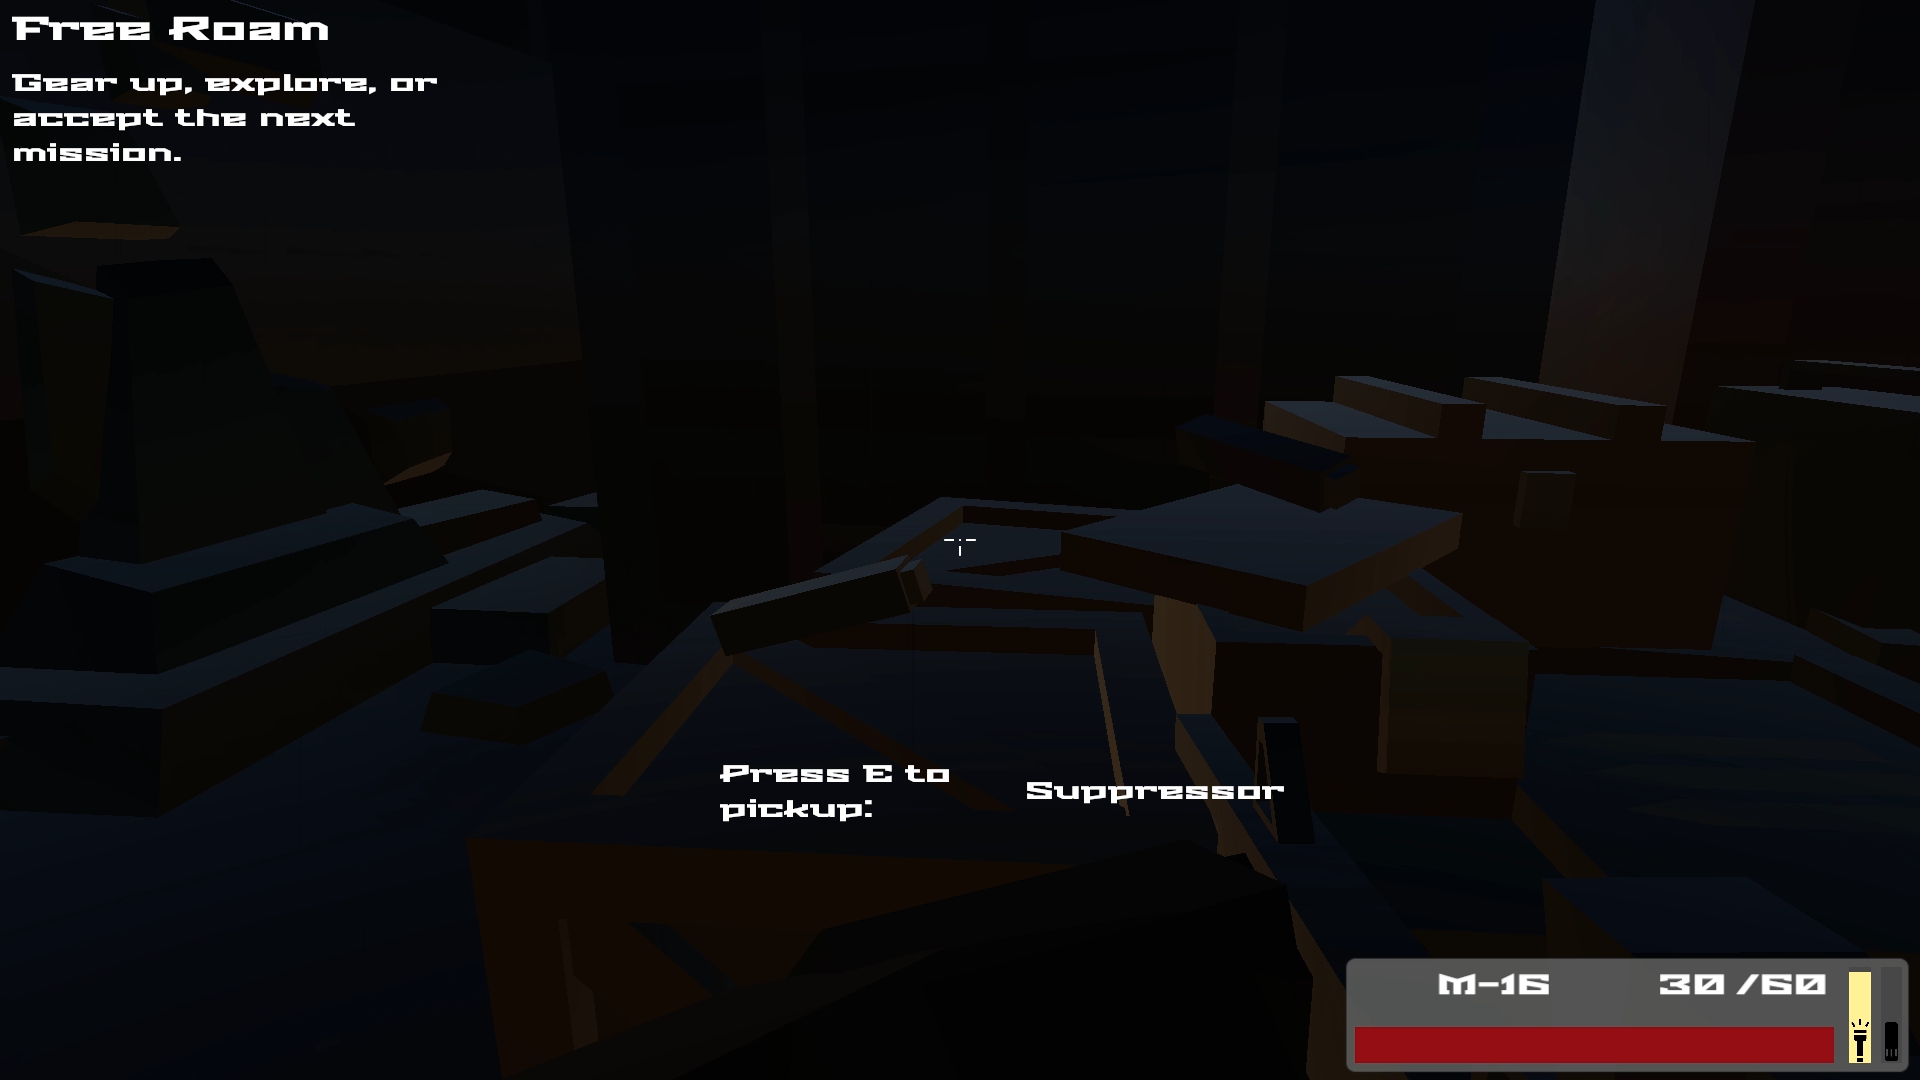 Free Roam
Gear up, explore, or
accept the next
mission.
Press E to
pickup:
Suppressor
M-16
30 /60